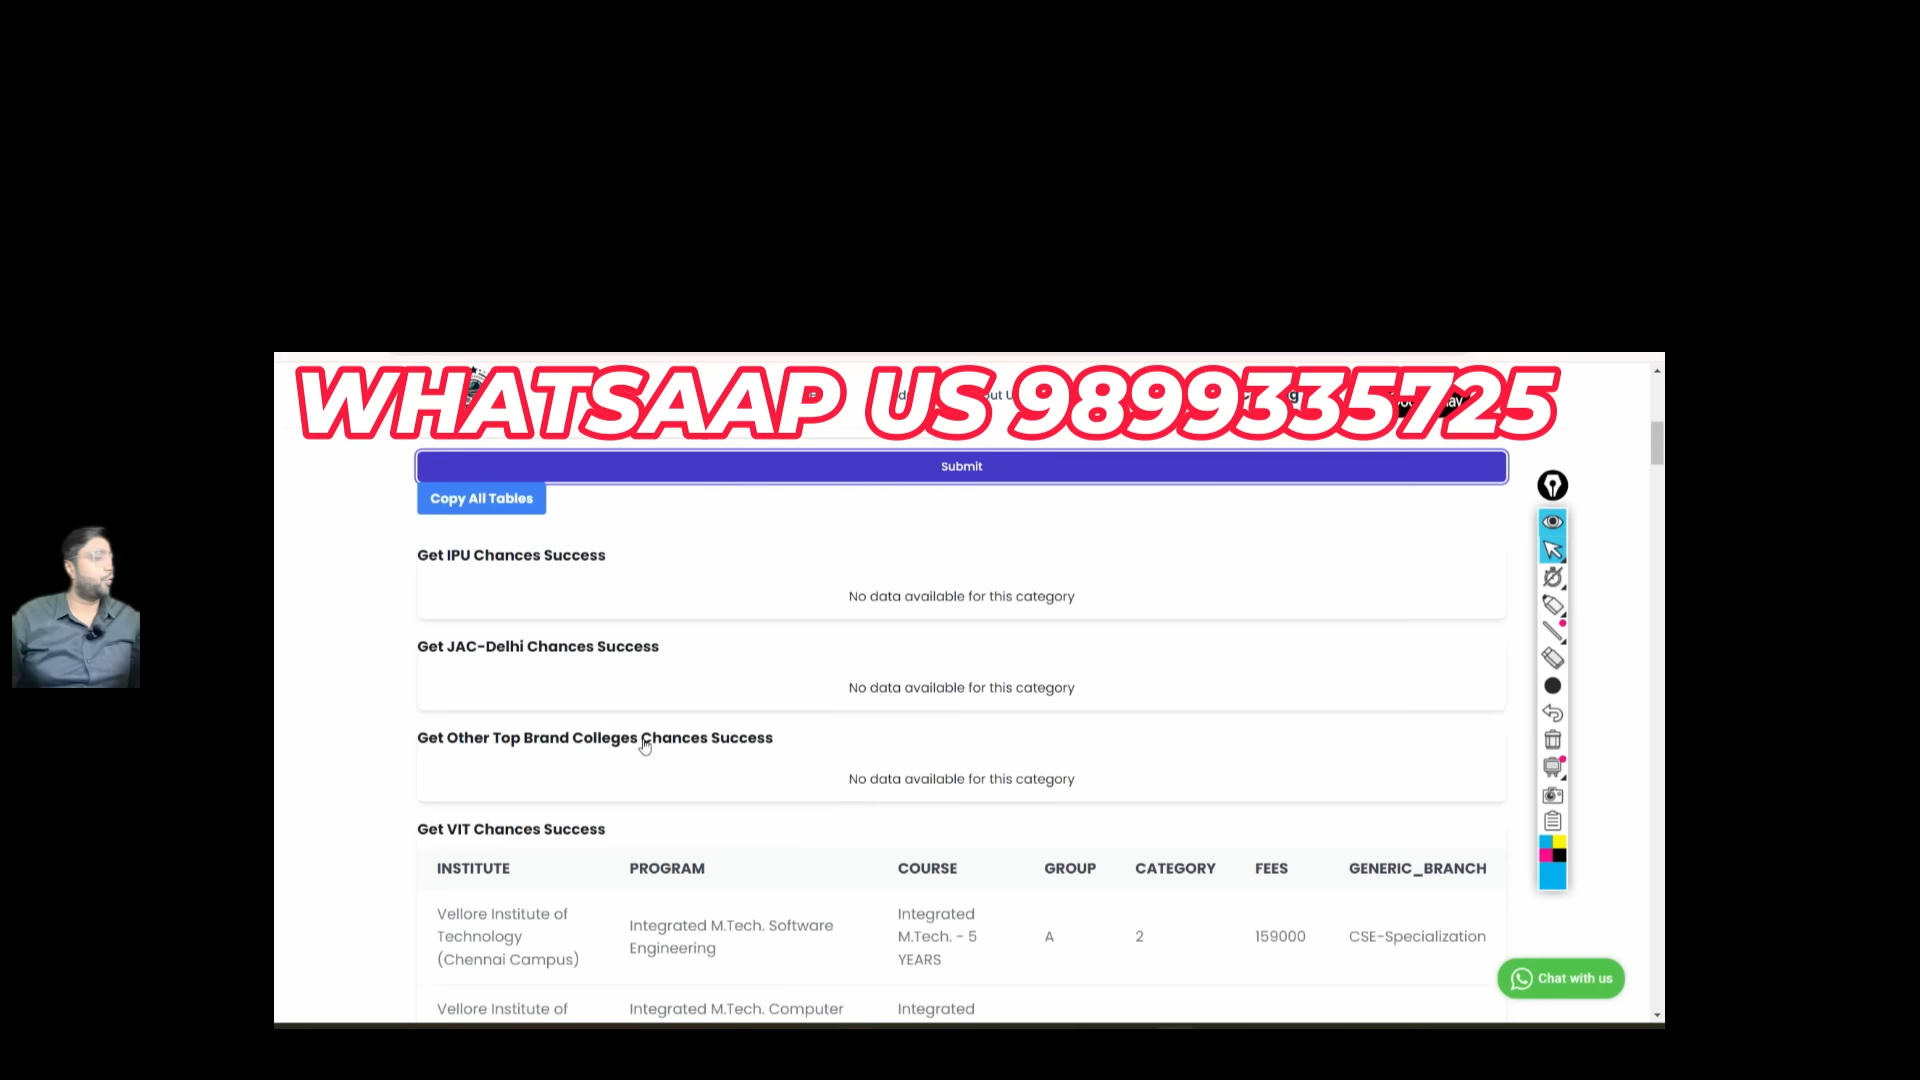 WHATSAAP US 9899335725
Submit
Copy All Tables
Get IPU Chances Success
No data available for this category
Get JAC-Delhi Chances Success
No data available for this category
Get Other Top Brand Colleges Chances Success
No data available for this category
Get VIT Chances Success
INSTITUTE PROGRAM COURSE GROUP CATEGORY FEES GENERIC_BRANCH
Vellore Institute of
Technology
(Chennai Campus)
Integrated M.Tech. Software
Engineering
Integrated
M.Tech. - 5
YEARS
A
2
159000
CSE-Specialization
Chat with us
Vellore Institute of
Integrated M.Tech. Computer
Integrated